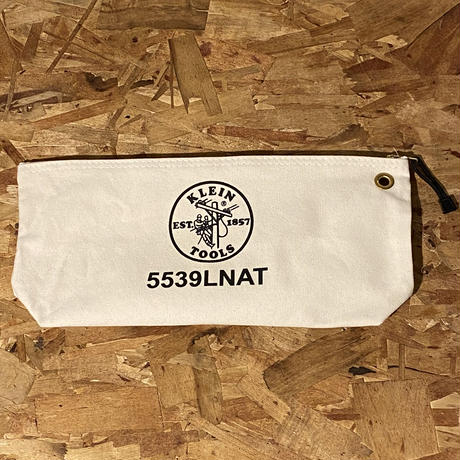 KLEIN
®
EST. 1857
TOOLS
5539LNAT